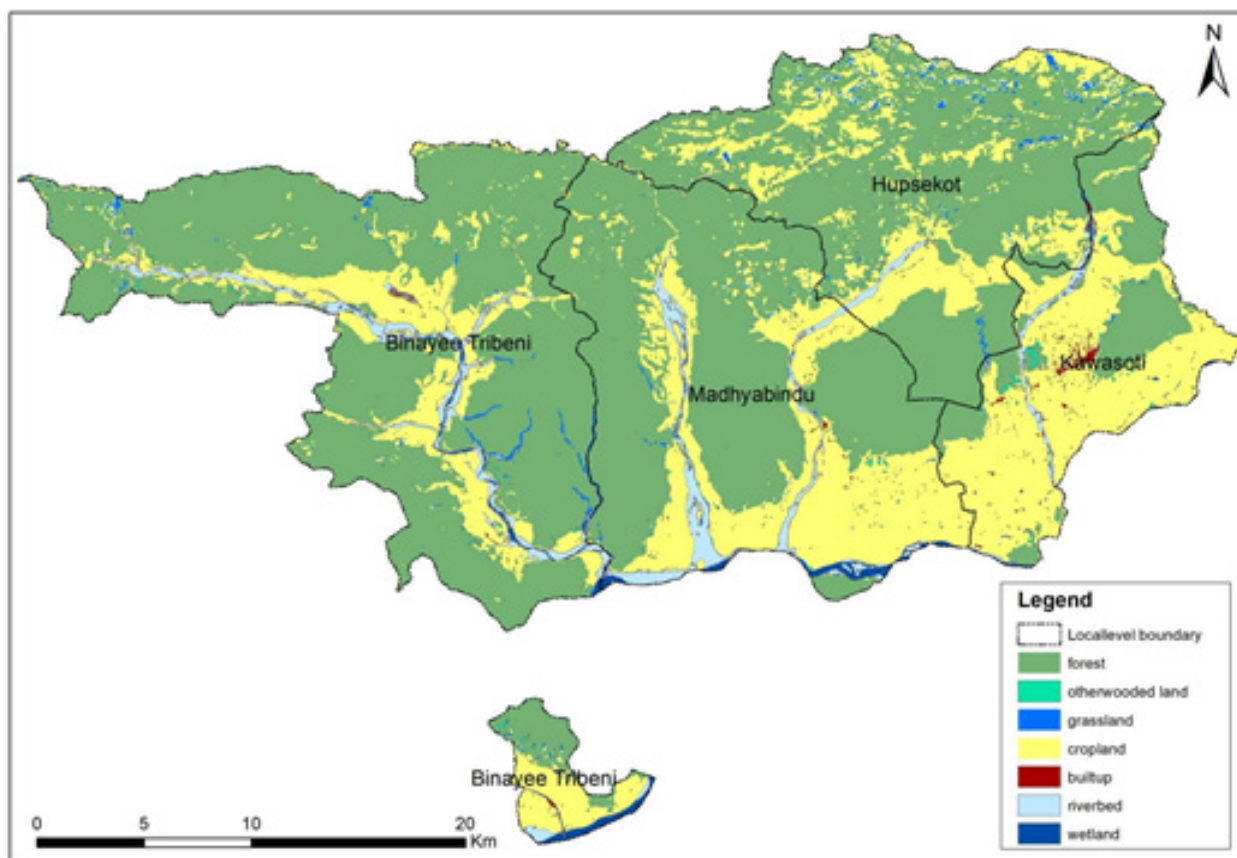 N
Hupsekot
Binayee Tribeni
Kawasoti
Madhyabindu
Binayee Tribeni
0 5 10 20
Km
Legend
Locallevel boundary
forest
otherwooded land
grassland
cropland
builtup
riverbed
wetland